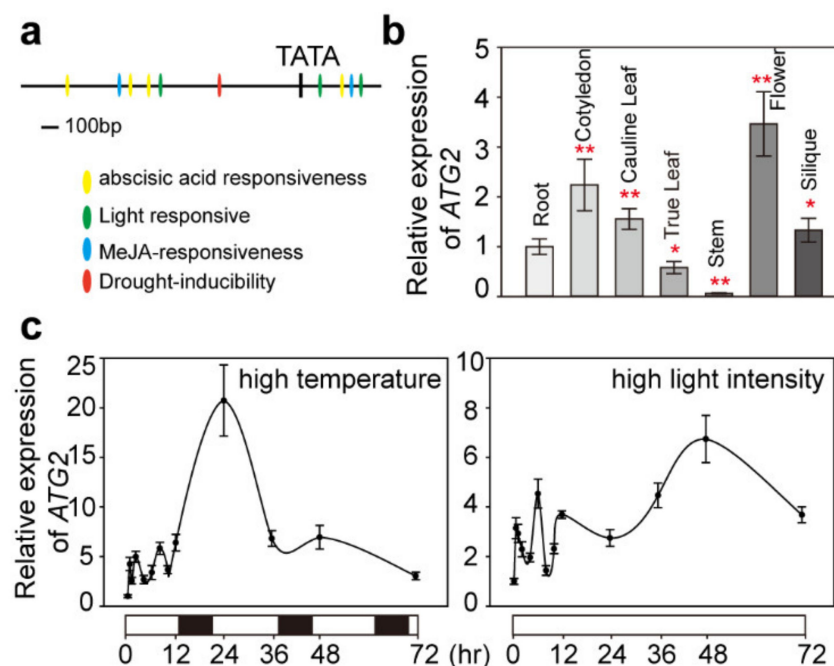 a
TATA
100bp
abscisic acid responsiveness
Light responsive
MeJA-responsiveness
Drought-inducibility
b
Relative expression
of ATG2
5
4
3
2
1
0
Root
**
Cotyledon
**
Cauline Leaf
*
True Leaf
**
Stem
**
Flower
*
Silique
c
Relative expression
of ATG2
high temperature
25
20
15
10
5
0
0 12 24 36 48 72 (hr)
high light intensity
10
8
6
4
2
0
0 12 24 36 48 72